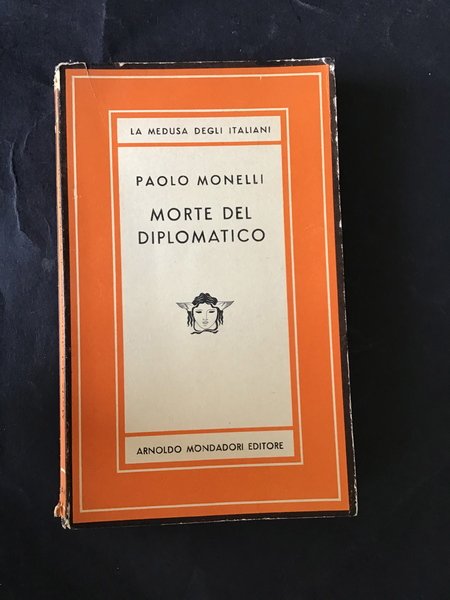 LA MEDUSA DEGLI ITALIANI
PAOLO MONELLI
MORTE DEL
DIPLOMATICO
ARNOLDO MONDADORI EDITORE